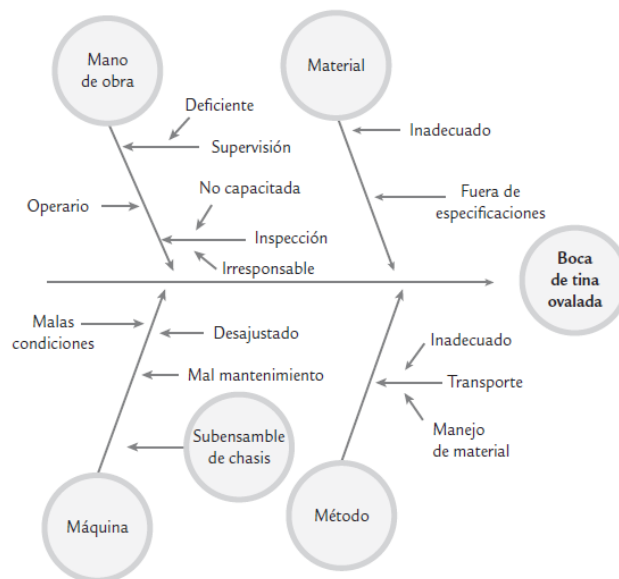 Mano
de obra
Material
Deficiente
Inadecuado
Supervisión
No capacitada
Fuera de
especificaciones
Operario
Inspección
Irresponsable
Boca
de tina
ovalada
Malas
condiciones
Desajustado
Inadecuado
Mal mantenimiento
Transporte
Subensamble
de chasis
Manejo
de material
Máquina
Método